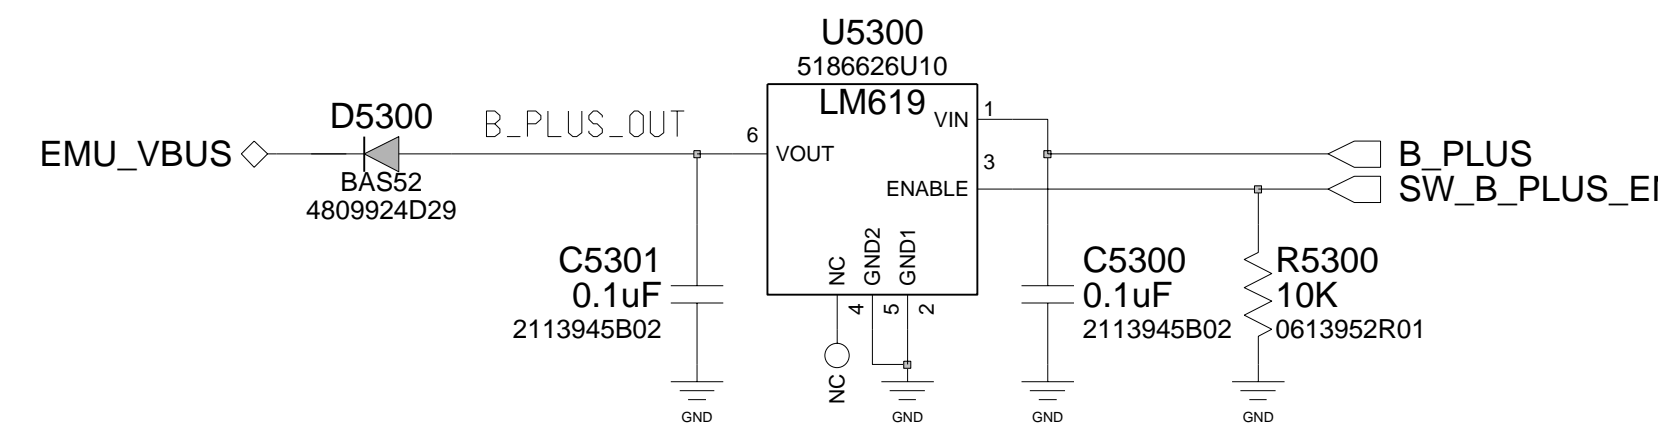 U5300
5186626U10
LM619
D5300
B_PLUS_OUT
6
VIN
1
EMU_VBUS
VOUT
3
B_PLUS
BAS52
ENABLE
SW_B_PLUS_E
4809924D29
NC
GND2
GND1
C5301
0.1uF
2113945B02
4
5
2
C5300
0.1uF
2113945B02
R5300
10K
0613952R01
NC
GND
GND
GND
GND